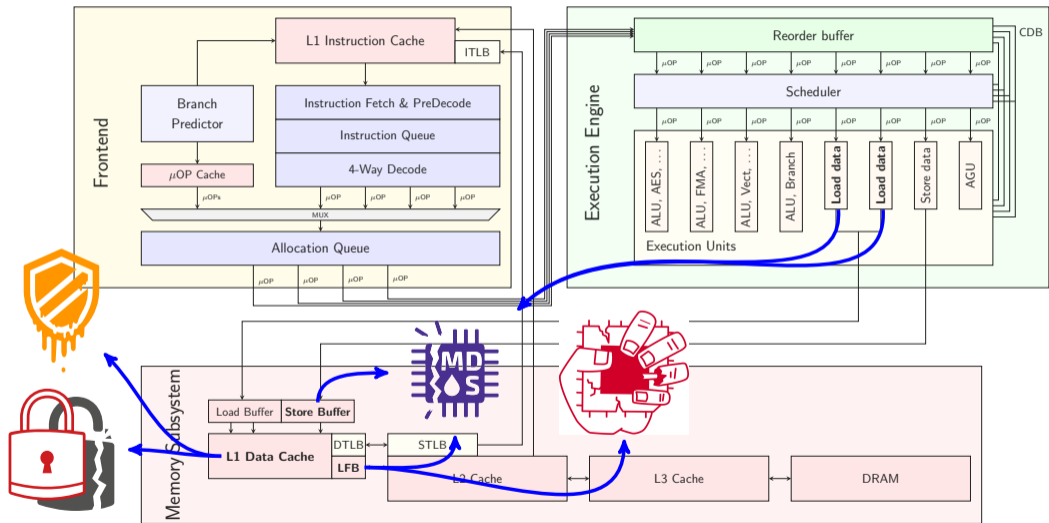 Frontend
L1 Instruction Cache
ITLB
Branch
Predictor
Instruction Fetch & PreDecode
Instruction Queue
4-Way Decode
μOP Cache
μOPs
μOP
μOP
μOP
μOP
MUX
Allocation Queue
μOP
μOP
μOP
μOP
Execution Engine
Reorder buffer
CDB
μOP
μOP
μOP
μOP
μOP
μOP
μOP
μOP
Scheduler
μOP
μOP
μOP
μOP
μOP
μOP
μOP
μOP
ALU, AES, ...
ALU, FMA, ...
ALU, Vect, ...
ALU, Branch
Load data
Load data
Store data
AGU
Execution Units
MD
S
Memory Subsystem
Load Buffer
Store Buffer
L1 Data Cache
DTLB
STLB
LFB
L2 Cache
L3 Cache
DRAM